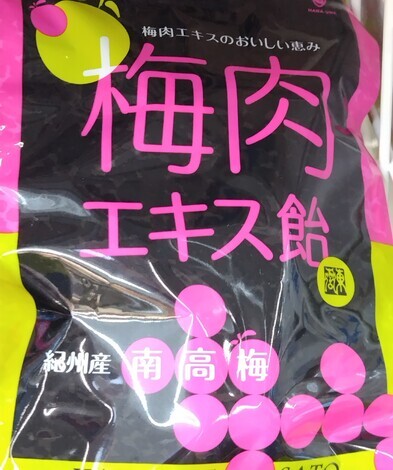 梅肉エキスのおいしい恵み
梅肉
エキス飴
紀州産 南高梅